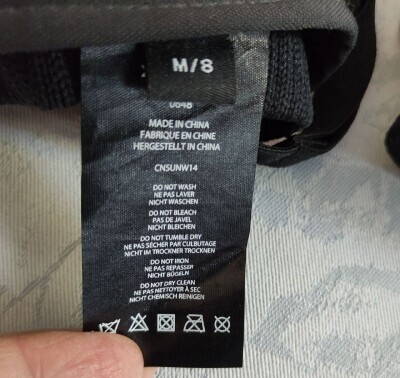 M/8
0648
MADE IN CHINA
FABRIQUE EN CHINE
HERGESTELLT IN CHINA
CNSUNW14
DO NOT WASH
NE PAS LAVER
NICHT WASCHEN
DO NOT BLEACH
PAS DE JAVEL
NICHT BLEICHEN
DO NOT TUMBLE DRY
NE PAS SÉCHER PAR CULBUTAGE
NICHT IM TROCKNER TROCKNEN
DO NOT IRON
NE PAS REPASSER
NICHT BÜGELN
DO NOT DRY CLEAN
NE PAS NETTOYER À SEC
NICHT CHEMISCH REINIGEN